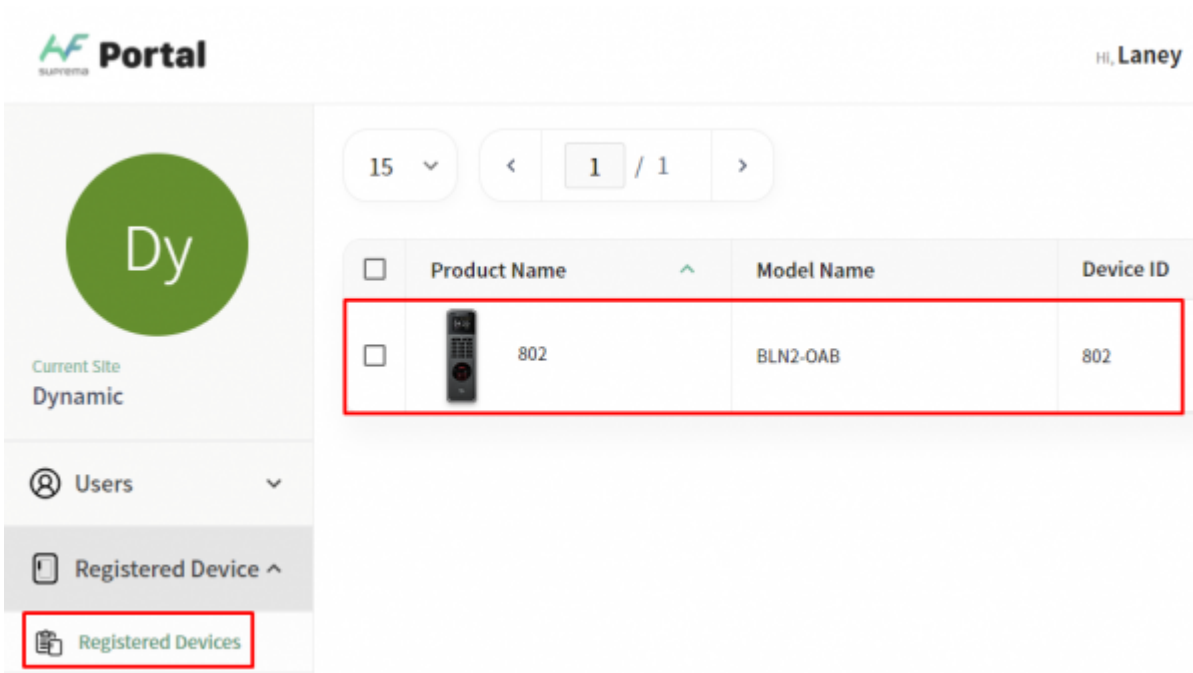 suprema
Portal
Hi, Laney
Dy
Current Site
Dynamic
Users
Registered Device
Registered Devices
15
1 / 1
Product Name Model Name Device ID
802 BLN2-OAB 802